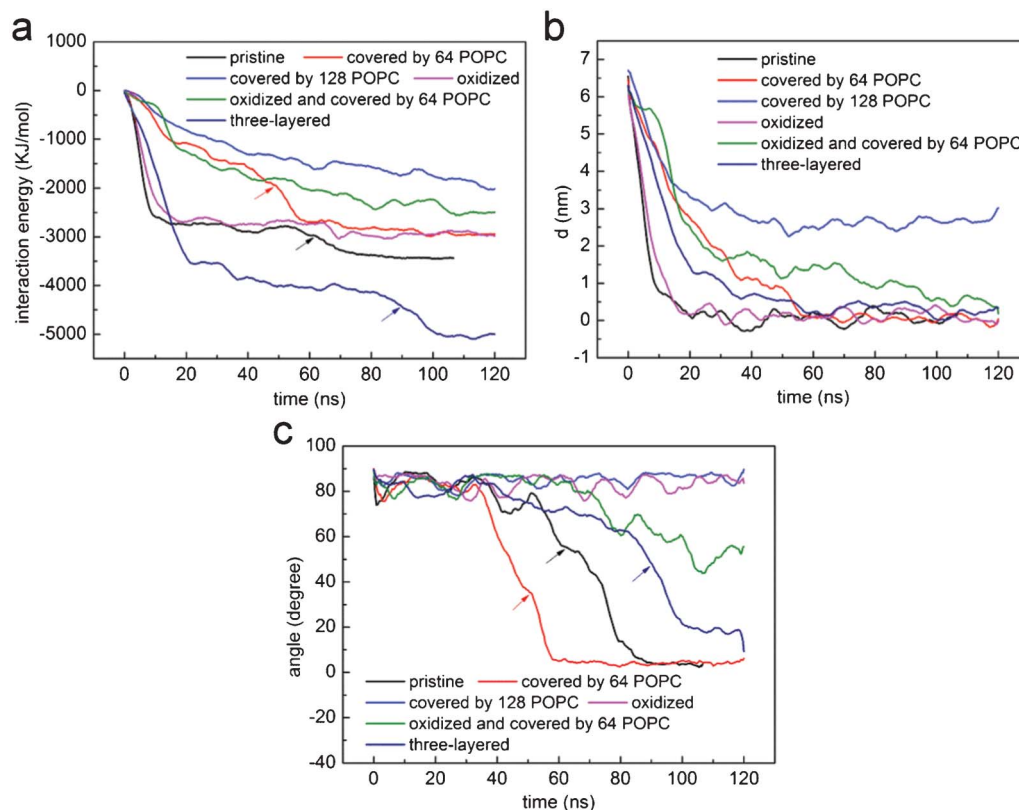 a
1000
0
-1000
-2000
-3000
-4000
-5000
interaction energy (KJ/mol)
pristine covered by 64 POPC
covered by 128 POPC oxidized
oxidized and covered by 64 POPC
three-layered
0 20 40 60 80 100 120
time (ns)
b
7
6
5
4
3
2
1
0
-1
d (nm)
pristine
covered by 64 POPC
covered by 128 POPC
oxidized
oxidized and covered by 64 POPC
three-layered
0 20 40 60 80 100 120
time (ns)
c
100
80
60
40
20
0
-20
-40
angle (degree)
pristine covered by 64 POPC
covered by 128 POPC oxidized
oxidized and covered by 64 POPC
three-layered
0 20 40 60 80 100 120
time (ns)